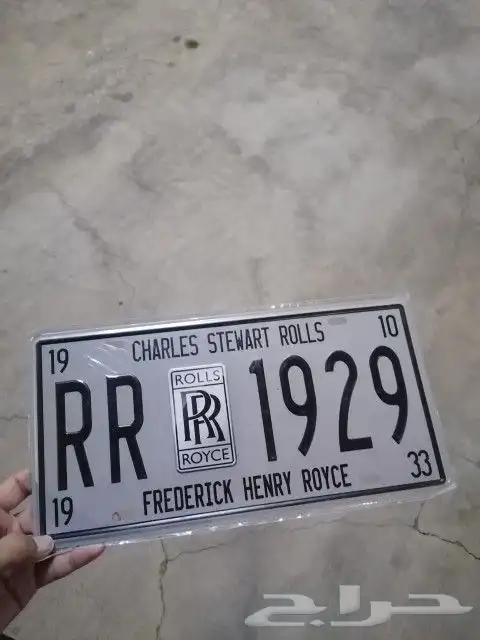 19 CHARLES STEWART ROLLS 10
RR ROLLS RR ROYCE 1929
19 FREDERICK HENRY ROYCE 33
حراج